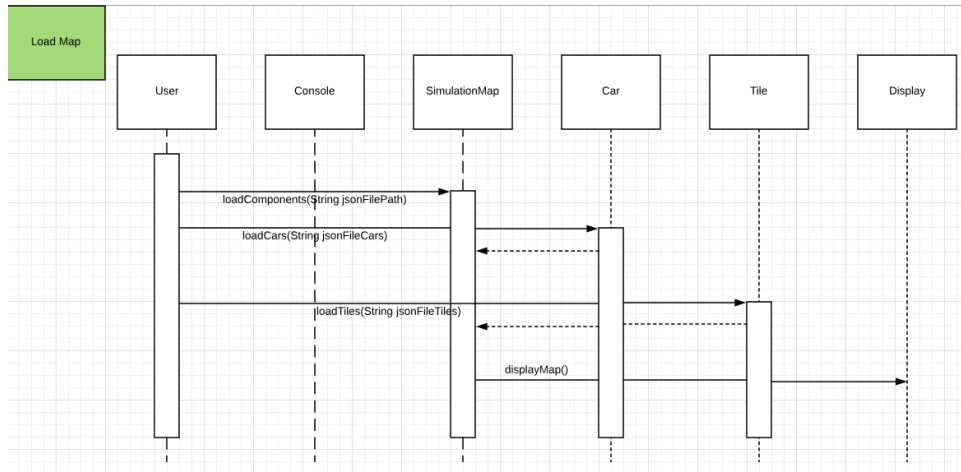 Load Map
User
Console
SimulationMap
Car
Tile
Display
loadComponents(String jsonFilePath)
loadCars(String jsonFileCars)
loadTiles(String jsonFileTiles)
displayMap()